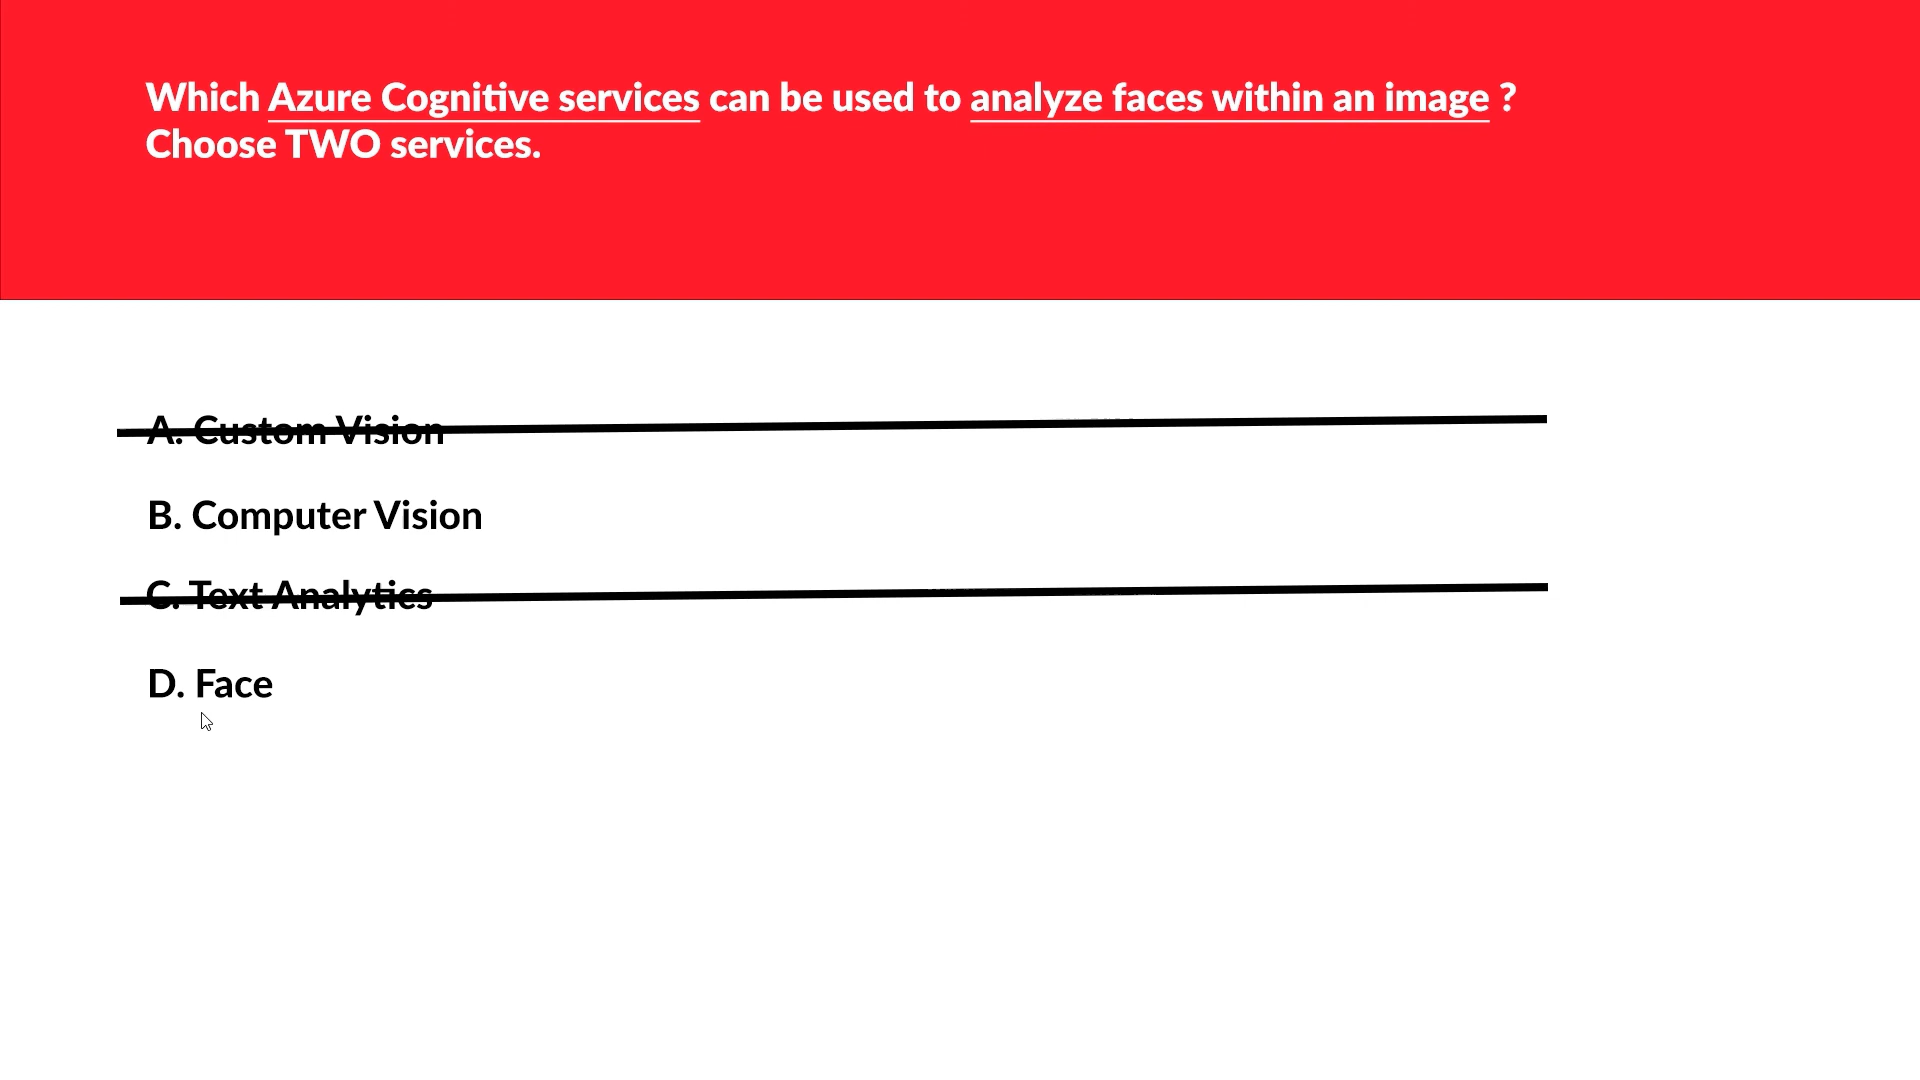 Which Azure Cognitive services can be used to analyze faces within an image ?
Choose TWO services.
A. Custom Vision
B. Computer Vision
C. Text Analytics
D. Face